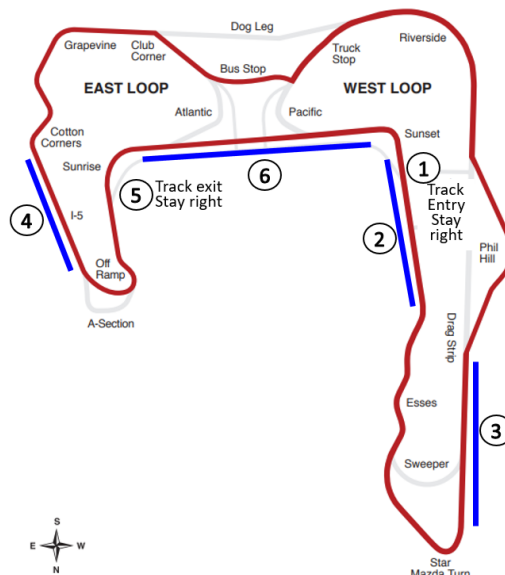 Dog Leg
Riverside
Grapevine
Club
Corner
Truck
Stop
Bus Stop
EAST LOOP
WEST LOOP
Atlantic
Pacific
Cotton
Corners
Sunset
Sunrise
1
6
5
Track exit
Stay right
Track
Entry
Stay
right
4
I-5
2
Phil
Hill
Off
Ramp
A-Section
Drag Strip
Esses
3
Sweeper
S
E
W
N
Star
Mazda Turn